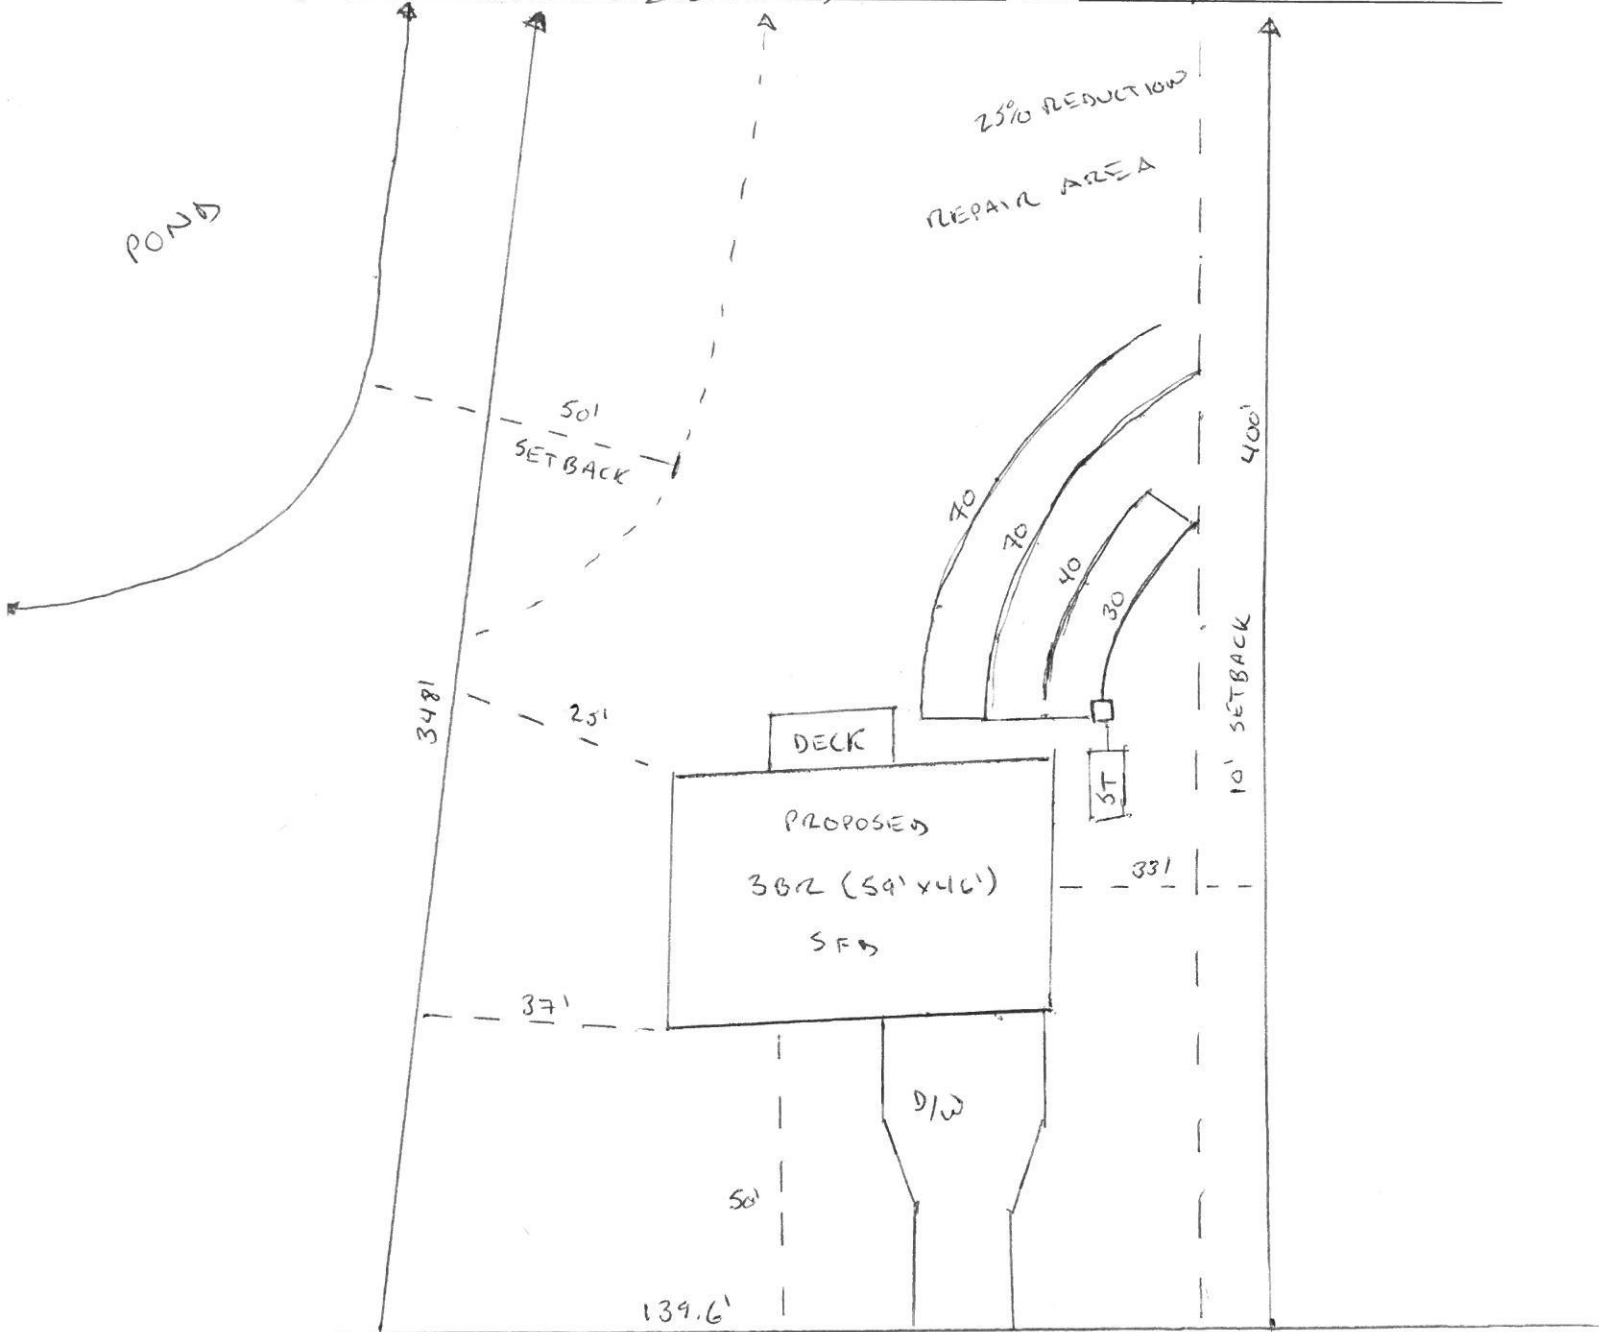 25% REDUCTION
REPAIR AREA
POND
50'
SETBACK
400'
70
70
40
30
10' SETBACK
348'
25'
DECK
ST
PROPOSED
3BR (59'x46')
SFD
33'
37'
D/W
50'
139.6'